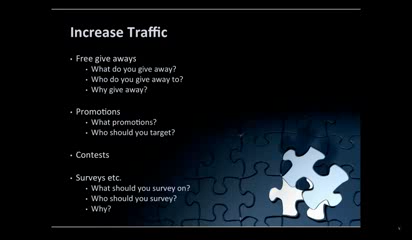 Increase Traffic
• Free give aways
• What do you give away?
• Who do you give away to?
• Why give away?
• Promotions
• What promotions?
• Who should you target?
• Contests
• Surveys etc.
• What should you survey on?
• Who should you survey?
• Why?